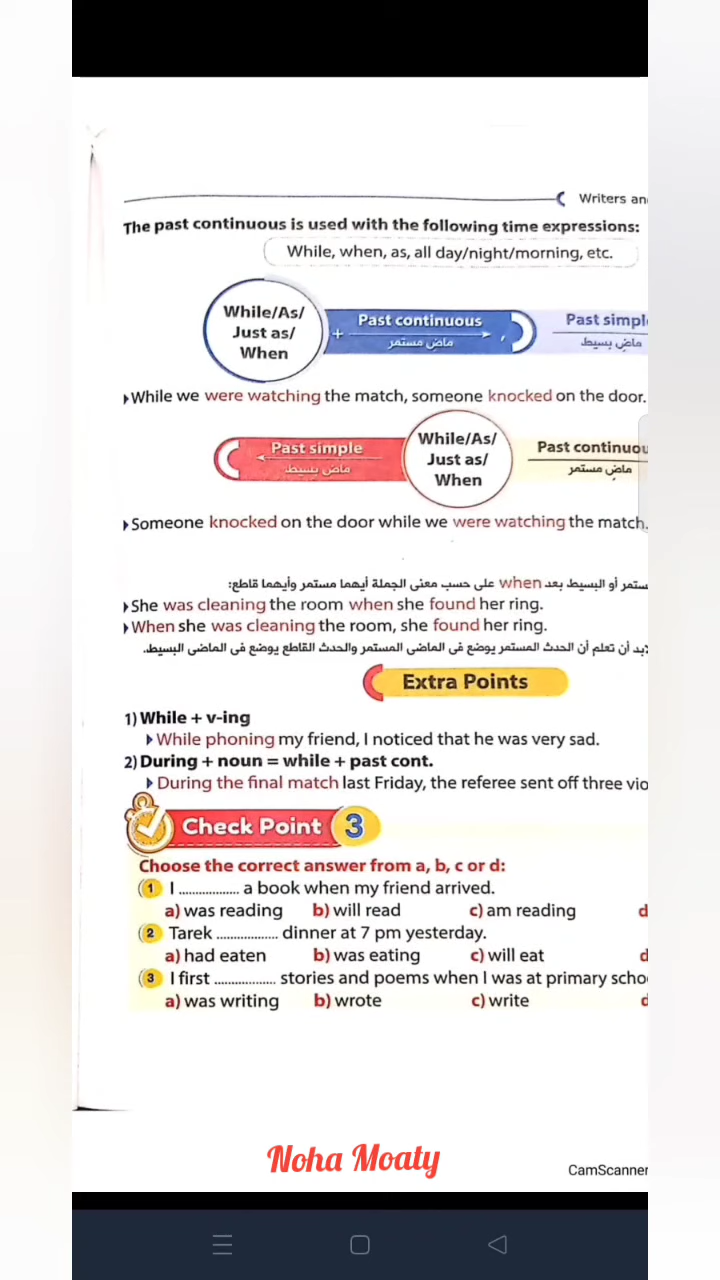 Writers an
The past continuous is used with the following time expressions:
While, when, as, all day/night/morning, etc.
While/As/
Just as/
When
+ Past continuous
ماض مستمر
,
Past simpl
ماض بسيط
While we were watching the match, someone knocked on the door.
Past simple
ماض بسيط
While/As/
Just as/
When
Past continuou
ماض مستمر
Someone knocked on the door while we were watching the match.
ستمر أو البسيط بعد when على حسب معنى الجملة أيهما مستمر وأيهما قاطع:
She was cleaning the room when she found her ring.
When she was cleaning the room, she found her ring.
لابد أن تعلم أن الحدث المستمر يوضع فى الماضى المستمر والحدث القاطع يوضع فى الماضى البسيط.
Extra Points
1) While + v-ing
While phoning my friend, I noticed that he was very sad.
2) During + noun = while + past cont.
During the final match last Friday, the referee sent off three vio
Check Point 3
Choose the correct answer from a, b, c or d:
1 I .................. a book when my friend arrived.
a) was reading b) will read c) am reading d
2 Tarek .................. dinner at 7 pm yesterday.
a) had eaten b) was eating c) will eat d
3 I first .................. stories and poems when I was at primary scho
a) was writing b) wrote c) write d
Noha Moaty
CamScanner